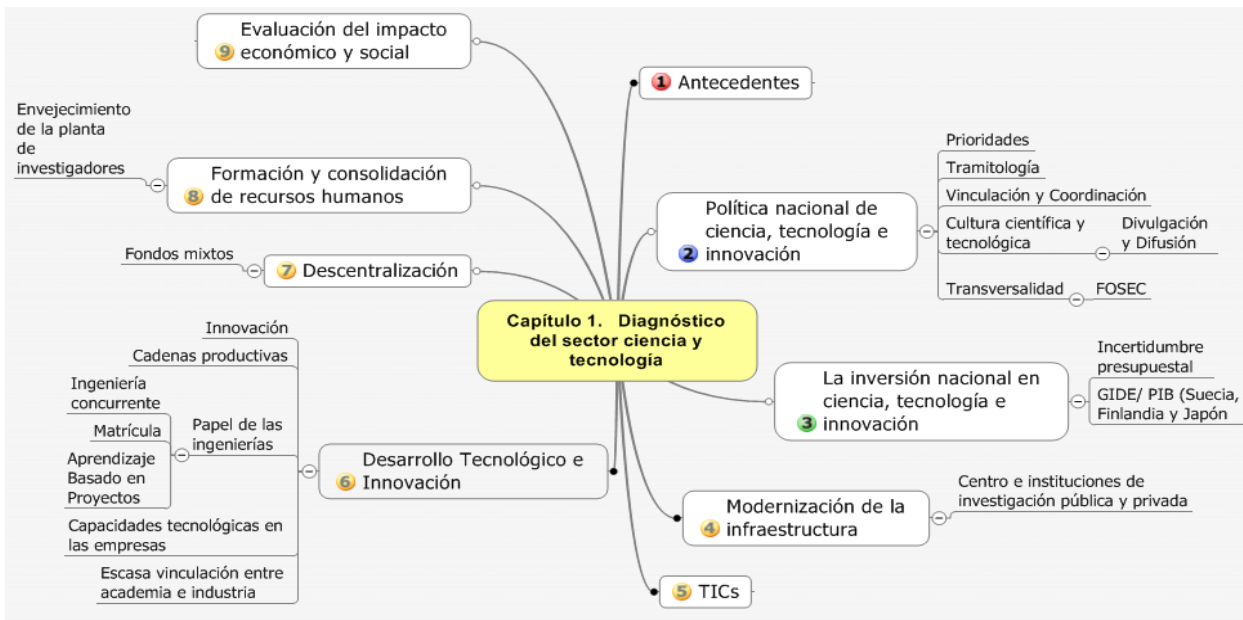 Capítulo 1. Diagnóstico
del sector ciencia y
tecnología
1 Antecedentes
2 Política nacional de
ciencia, tecnología e
innovación
Prioridades
Tramitología
Vinculación y Coordinación
Cultura científica y
tecnológica
Divulgación
y Difusión
Transversalidad
FOSEC
3 La inversión nacional en
ciencia, tecnología e
innovación
Incertidumbre
presupuestal
GIDE/ PIB (Suecia,
Finlandia y Japón
4 Modernización de la
infraestructura
Centro e instituciones de
investigación pública y privada
5 TICs
6 Desarrollo Tecnológico e
Innovación
Innovación
Cadenas productivas
Papel de las
ingenierías
Ingeniería
concurrente
Matrícula
Aprendizaje
Basado en
Proyectos
Capacidades tecnológicas en
las empresas
Escasa vinculación entre
academia e industria
7 Descentralización
Fondos mixtos
8 Formación y consolidación
de recursos humanos
Envejecimiento
de la planta
de
investigadores
9 Evaluación del impacto
económico y social